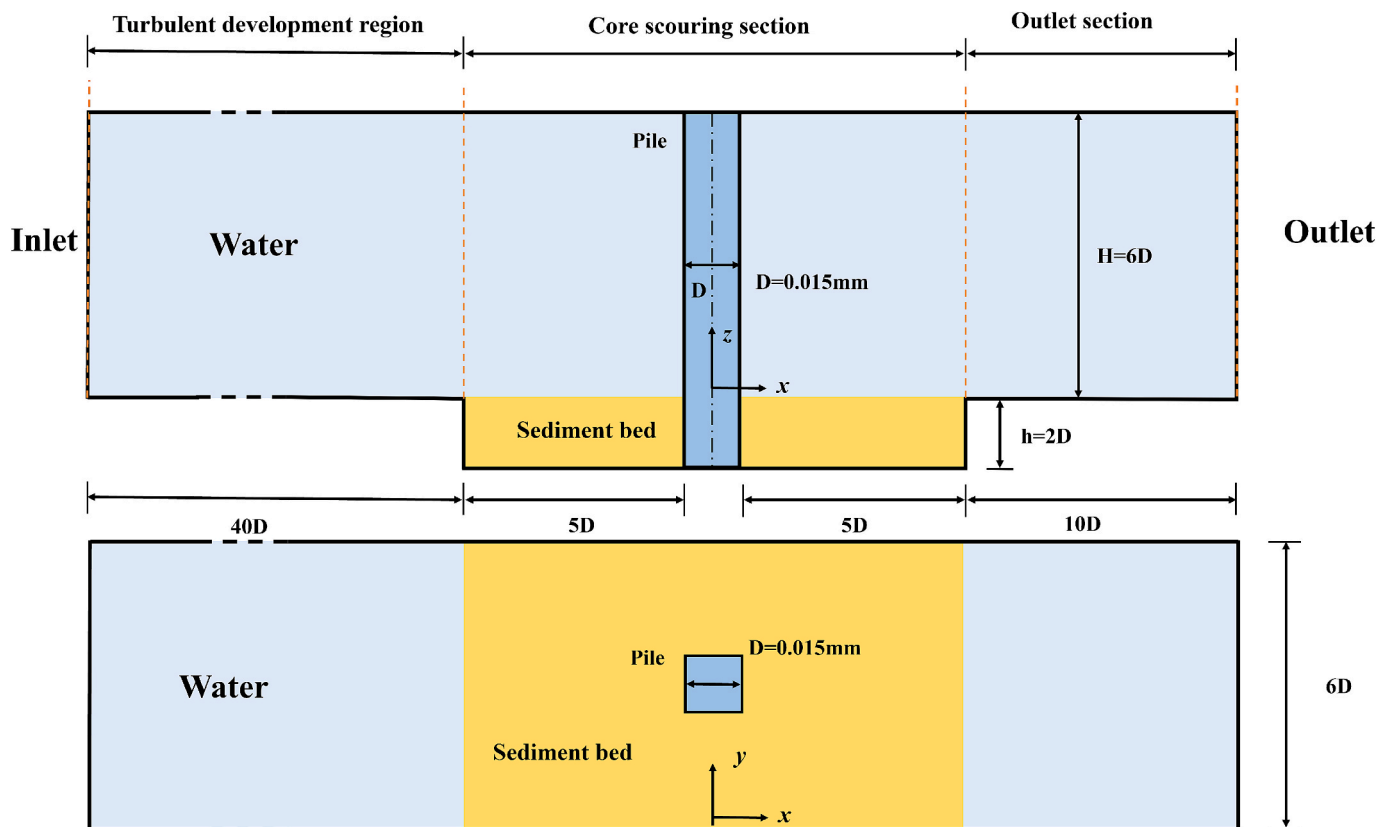 Turbulent development region
Core scouring section
Outlet section
Pile
Inlet
Water
Outlet
H=6D
D
D=0.015mm
z
x
Sediment bed
h=2D
40D
5D
5D
10D
Pile
D=0.015mm
Water
6D
Sediment bed
y
x